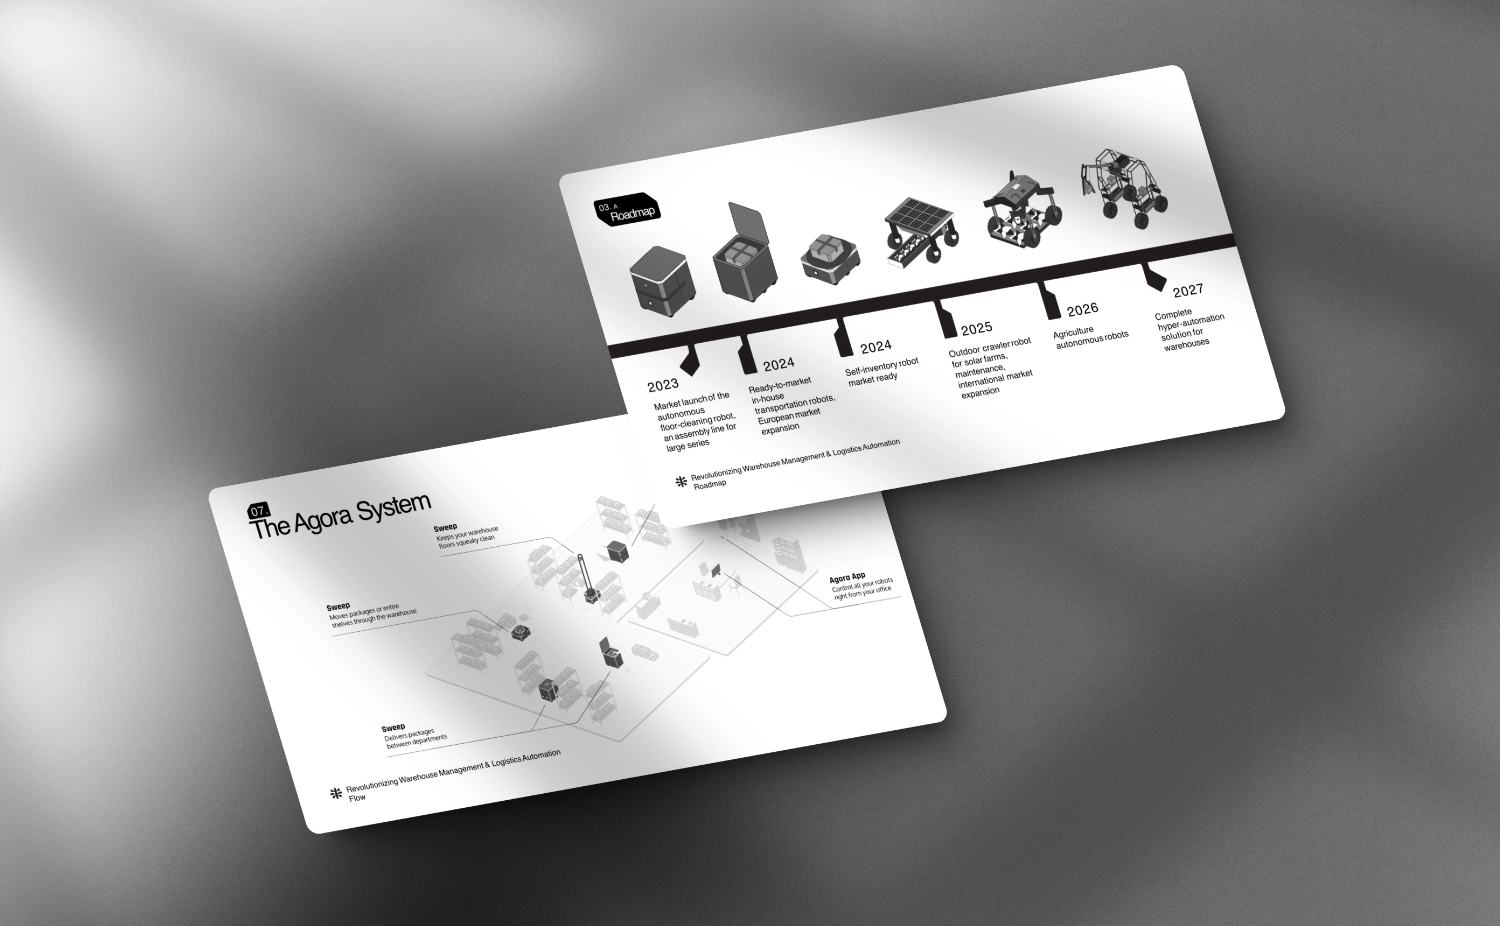 03. A
Roadmap
2023
Market launch of the
autonomous
floor-cleaning robot,
an assembly line for
large series
2024
Ready-to-market
in-house
transportation robots,
European market
expansion
2024
Self-inventory robot
market ready
2025
Outdoor crawler robot
for solar farms,
maintenance,
international market
expansion
2026
Agriculture
autonomous robots
2027
Complete
hyper-automation
solution for
warehouses
Revolutionizing Warehouse Management & Logistics Automation
Roadmap
07.
The Agora System
Sweep
Keeps your warehouse
floors squeaky clean
Sweep
Moves packages or entire
shelves through the warehouse
Sweep
Delivers packages
between departments
Agora App
Control all your robots
right from your office
Revolutionizing Warehouse Management & Logistics Automation
Flow